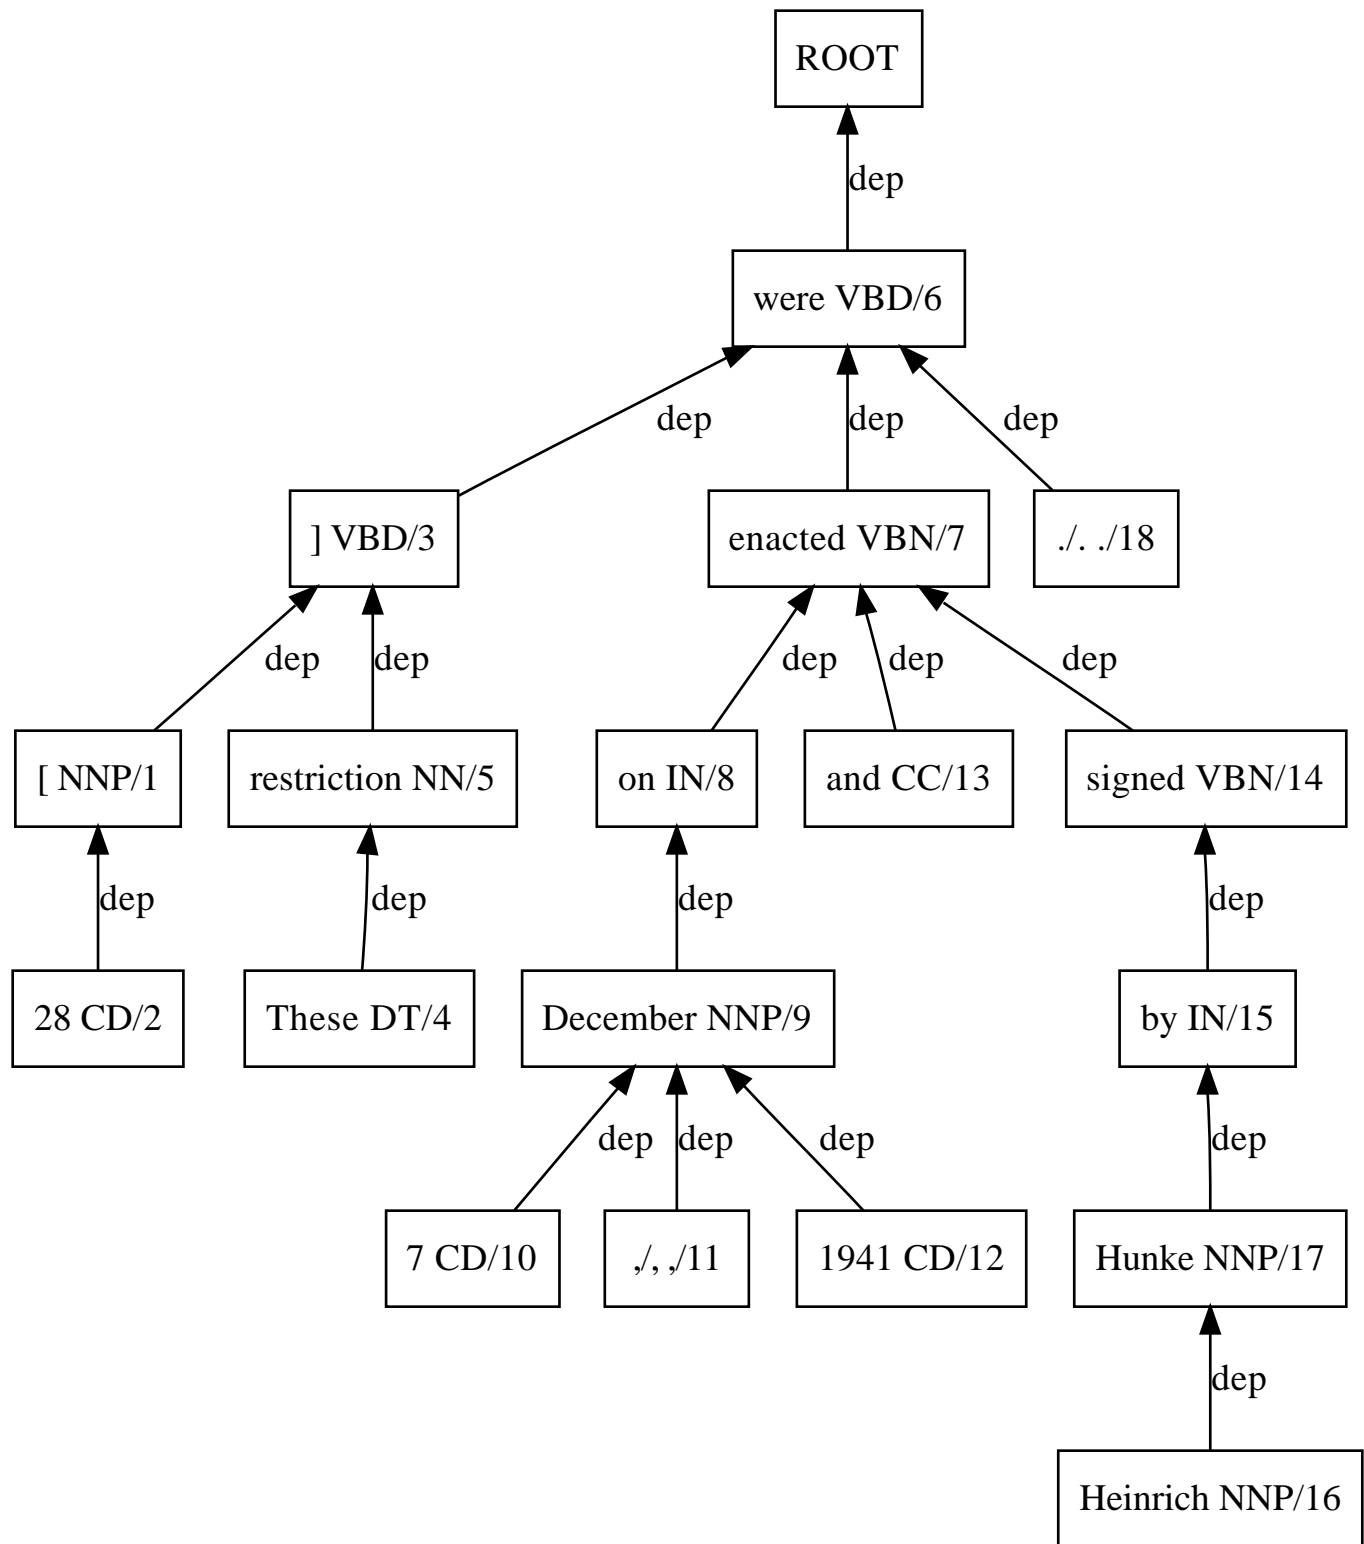 ROOT
dep
were VBD/6
dep dep dep
] VBD/3 enacted VBN/7 ./. ./18
dep dep dep dep dep
[ NNP/1 restriction NN/5 on IN/8 and CC/13 signed VBN/14
dep dep dep dep
28 CD/2 These DT/4 December NNP/9 by IN/15
dep dep dep dep
7 CD/10 ,/, ,/11 1941 CD/12 Hunke NNP/17
dep
Heinrich NNP/16